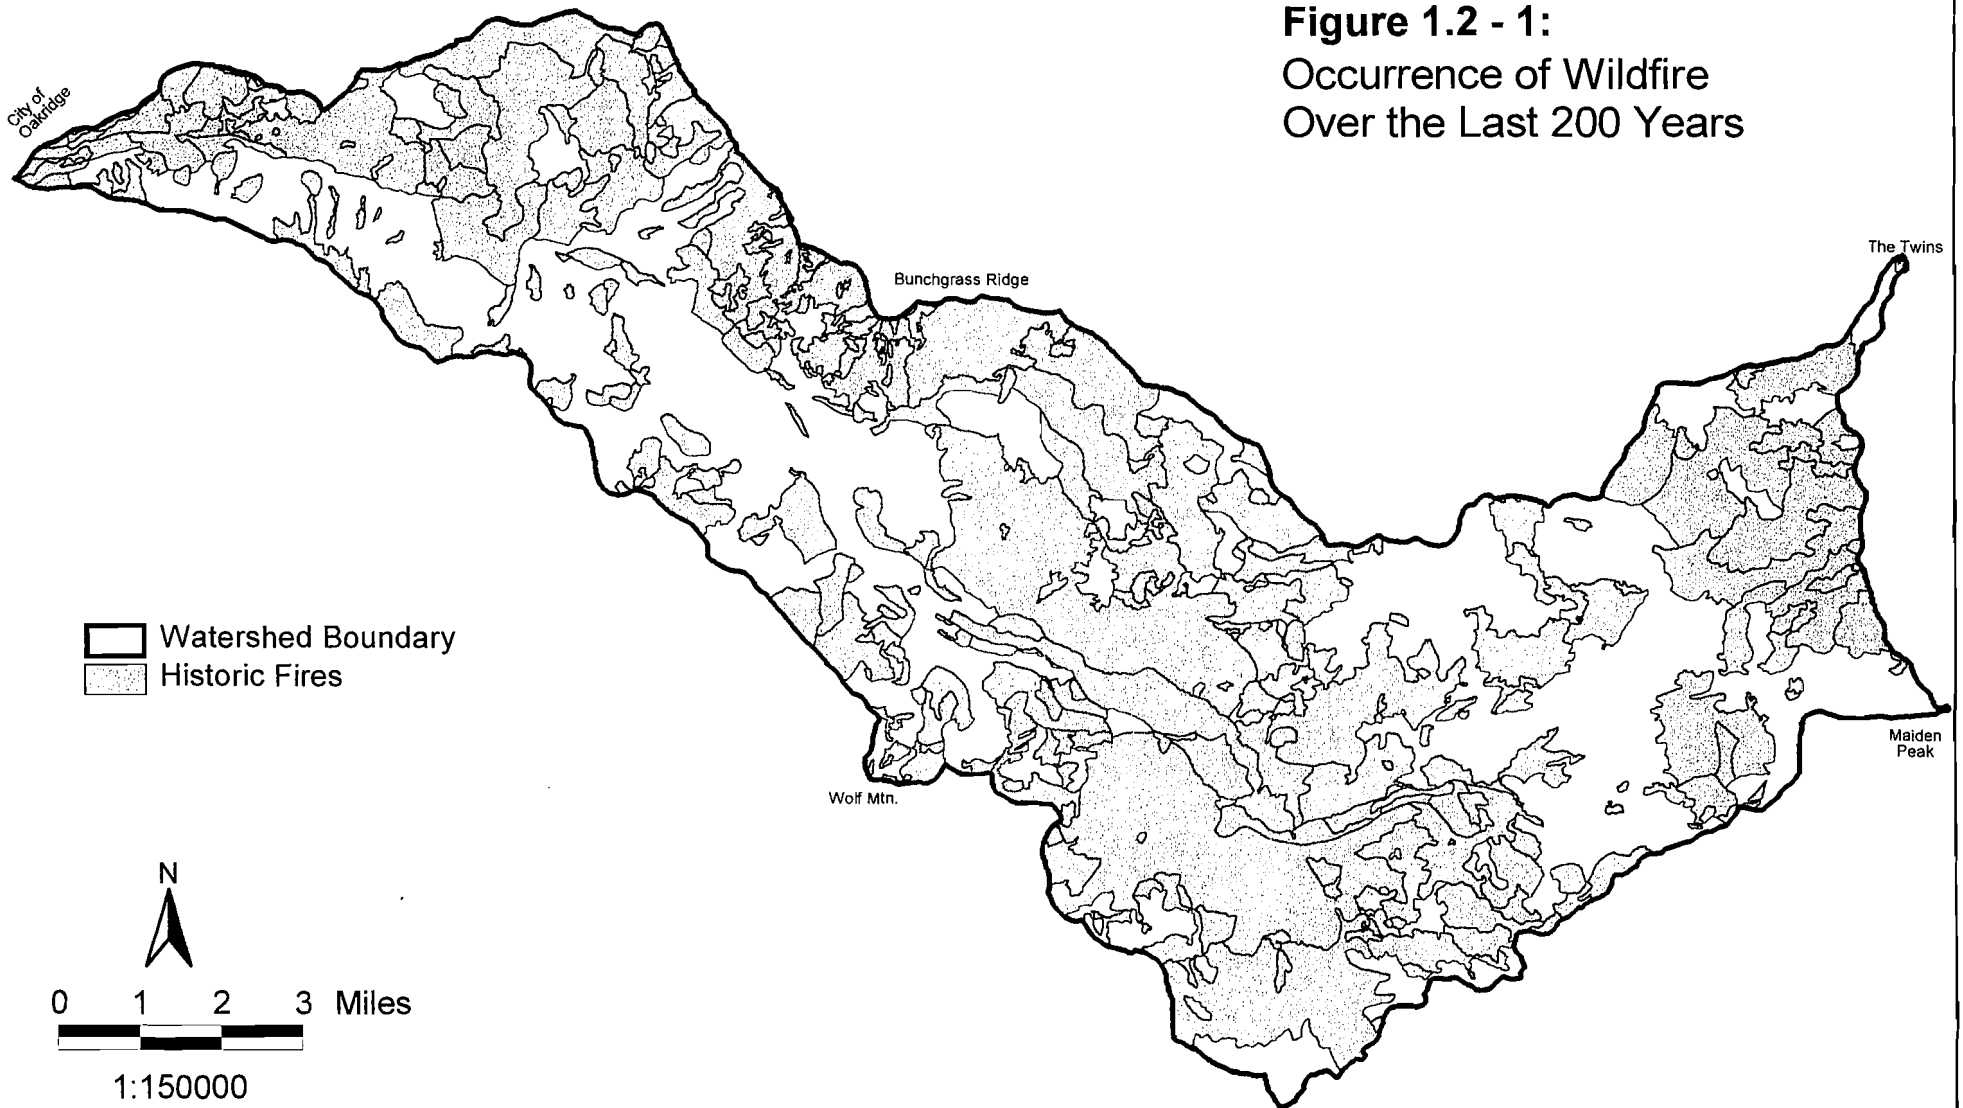 Figure 1.2 - 1:
Occurrence of Wildfire
Over the Last 200 Years
City of
Oakridge
The Twins
Bunchgrass Ridge
Watershed Boundary
Historic Fires
Maiden
Peak
Wolf Mtn.
N
0 1 2 3 Miles
1:150000